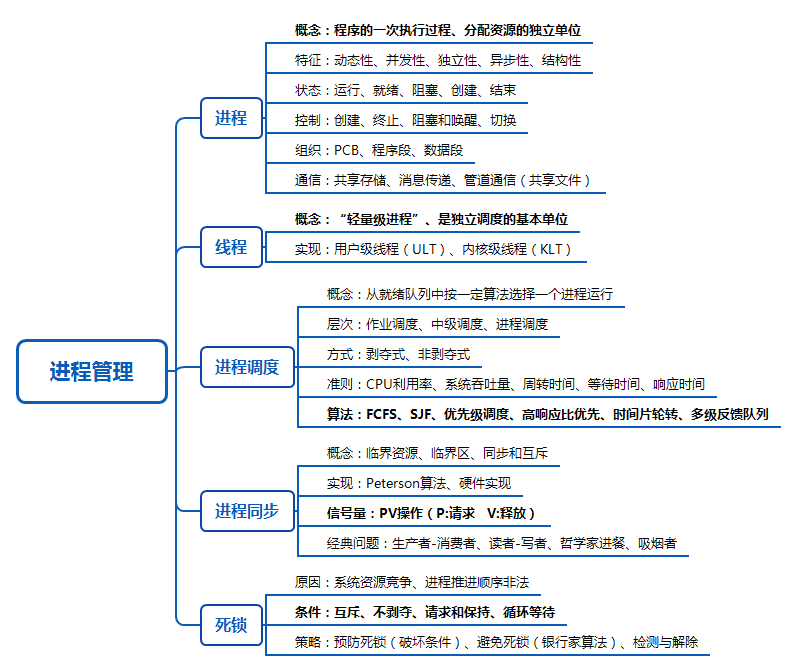 进程管理
进程
概念：程序的一次执行过程、分配资源的独立单位
特征：动态性、并发性、独立性、异步性、结构性
状态：运行、就绪、阻塞、创建、结束
控制：创建、终止、阻塞和唤醒、切换
组织：PCB、程序段、数据段
通信：共享存储、消息传递、管道通信（共享文件）
线程
概念：“轻量级进程”、是独立调度的基本单位
实现：用户级线程（ULT）、内核级线程（KLT）
进程调度
概念：从就绪队列中按一定算法选择一个进程运行
层次：作业调度、中级调度、进程调度
方式：剥夺式、非剥夺式
准则：CPU利用率、系统吞吐量、周转时间、等待时间、响应时间
算法：FCFS、SJF、优先级调度、高响应比优先、时间片轮转、多级反馈队列
进程同步
概念：临界资源、临界区、同步和互斥
实现：Peterson算法、硬件实现
信号量：PV操作（P:请求 V:释放）
经典问题：生产者-消费者、读者-写者、哲学家进餐、吸烟者
死锁
原因：系统资源竞争、进程推进顺序非法
条件：互斥、不剥夺、请求和保持、循环等待
策略：预防死锁（破坏条件）、避免死锁（银行家算法）、检测与解除